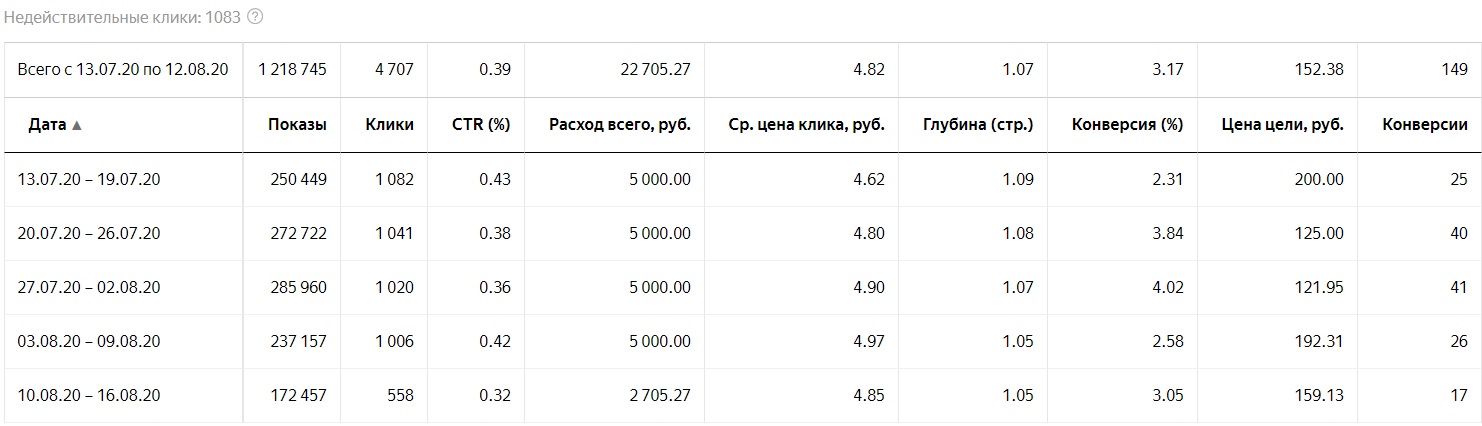 Недействительные клики: 1083 ?
Всего с 13.07.20 по 12.08.20 1 218 745 4 707 0.39 22 705.27 4.82 1.07 3.17 152.38 149
Дата ▲ Показы Клики CTR (%) Расход всего, руб. Ср. цена клика, руб. Глубина (стр.) Конверсия (%) Цена цели, руб. Конверсии
13.07.20 – 19.07.20 250 449 1 082 0.43 5 000.00 4.62 1.09 2.31 200.00 25
20.07.20 – 26.07.20 272 722 1 041 0.38 5 000.00 4.80 1.08 3.84 125.00 40
27.07.20 – 02.08.20 285 960 1 020 0.36 5 000.00 4.90 1.07 4.02 121.95 41
03.08.20 – 09.08.20 237 157 1 006 0.42 5 000.00 4.97 1.05 2.58 192.31 26
10.08.20 – 16.08.20 172 457 558 0.32 2 705.27 4.85 1.05 3.05 159.13 17